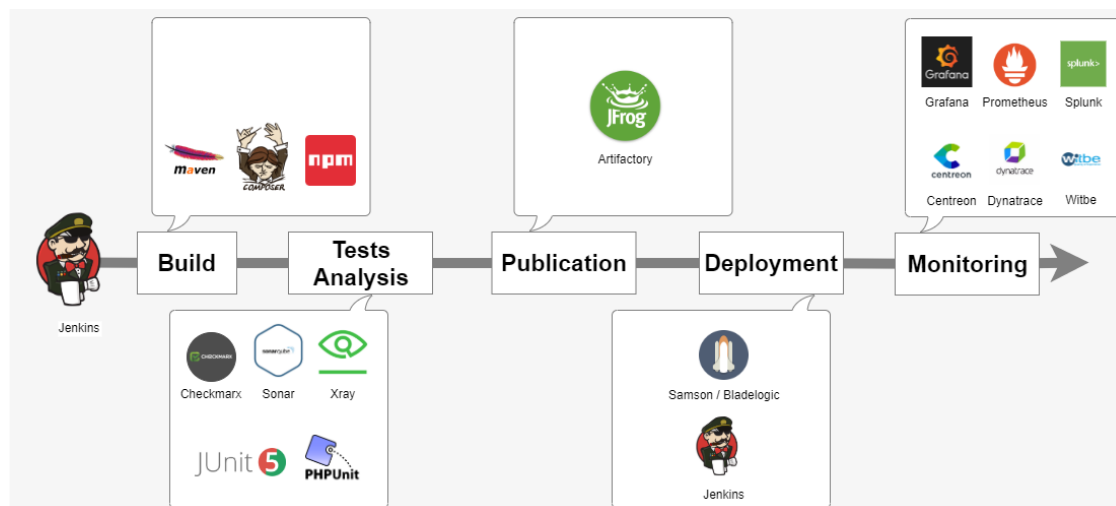 maven
COMPOSER
npm
JFrog
Artifactory
Grafana
splunk>
Grafana
Prometheus
Splunk
centreon
dynatrace
Witbe
Centreon
Dynatrace
Witbe
Jenkins
Build
Tests
Analysis
Publication
Deployment
Monitoring
CHECKMARX
sonarqube
Checkmarx
Sonar
Xray
JUnit 5
PHPUnit
Samson / Bladelogic
Jenkins